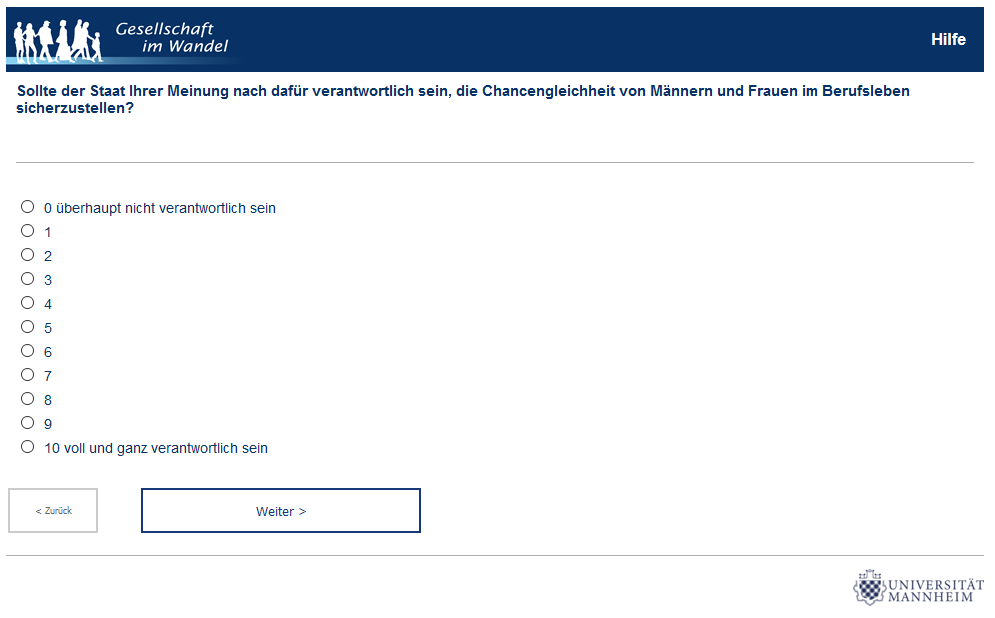 Gesellschaft
im Wandel
Hilfe
Sollte der Staat Ihrer Meinung nach dafür verantwortlich sein, die Chancengleichheit von Männern und Frauen im Berufsleben
sicherzustellen?
0 überhaupt nicht verantwortlich sein
1
2
3
4
5
6
7
8
9
10 voll und ganz verantwortlich sein
< Zurück
Weiter >
UNIVERSITÄT
MANNHEIM